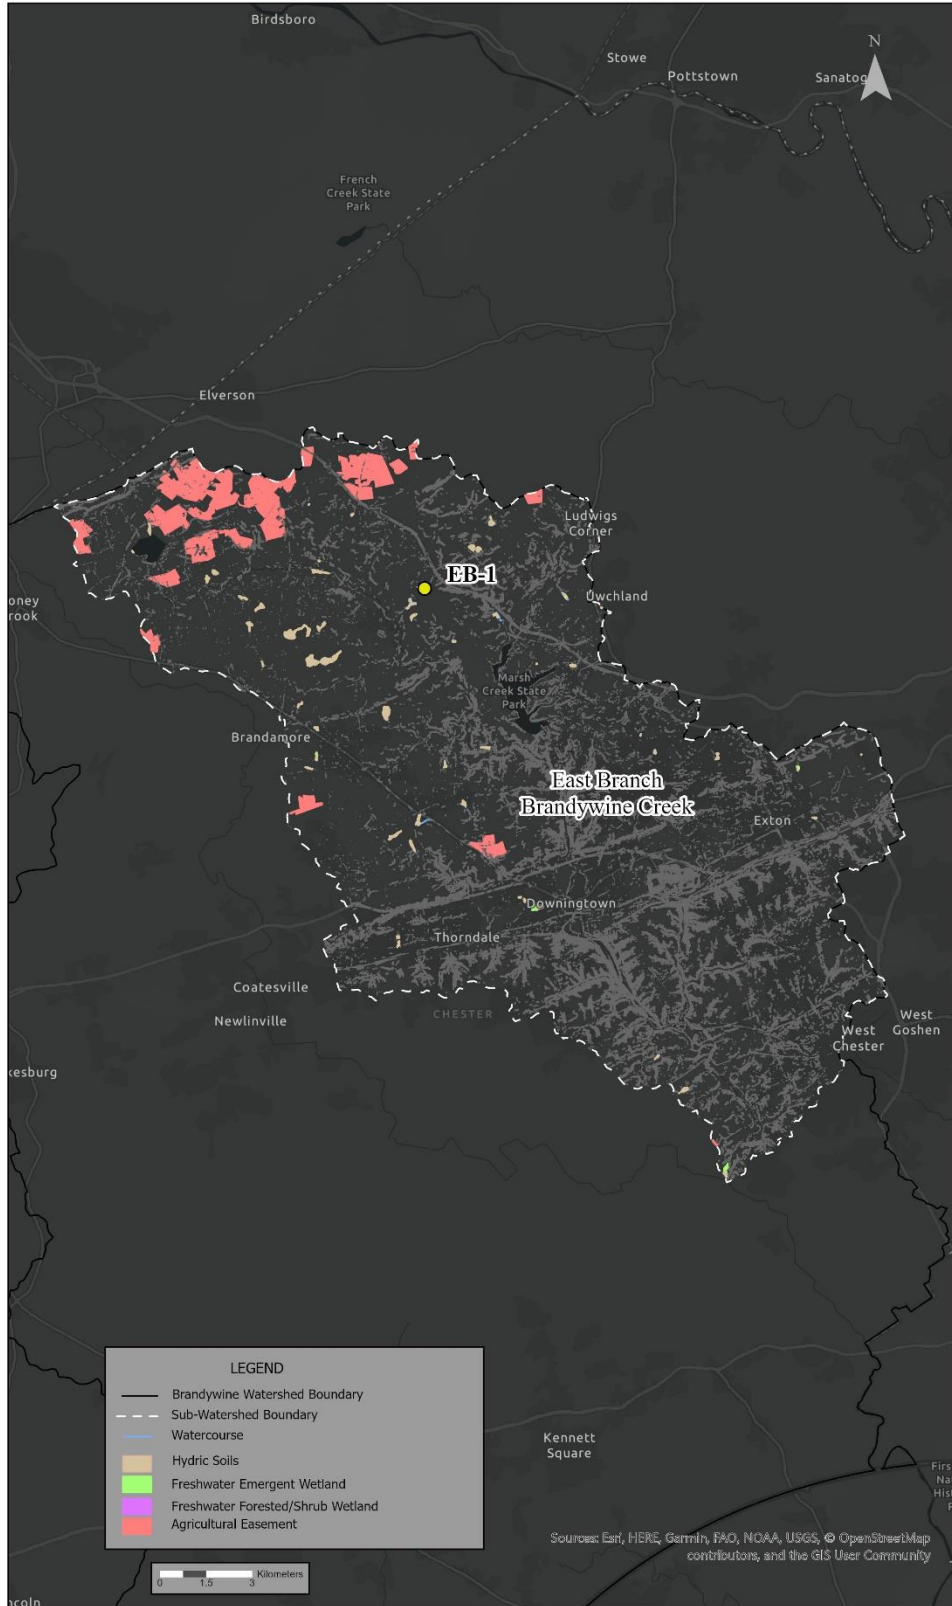 Birdsboro
Stowe
Pottstown
Sanatog
N
French
Creek State
Park
Elverson
Ludwigs
Corner
EB-1
Uwchland
oney
rook
Marsh
Creek State
Park
Brandamore
East Branch
Brandywine Creek
Exton
Downingtown
Thorndale
Coatesville
CHESTER
Newlinville
West
Goshen
West
Chester
kesburg
LEGEND
Brandywine Watershed Boundary
Sub-Watershed Boundary
Watercourse
Hydric Soils
Freshwater Emergent Wetland
Freshwater Forested/Shrub Wetland
Agricultural Easement
Kennett
Square
Firs
Na
His
Sources: Esri, HERE, Garmin, FAO, NOAA, USGS, © OpenStreetMap
contributors, and the GIS User Community
Kilometers
0 1.5 3
ncoln